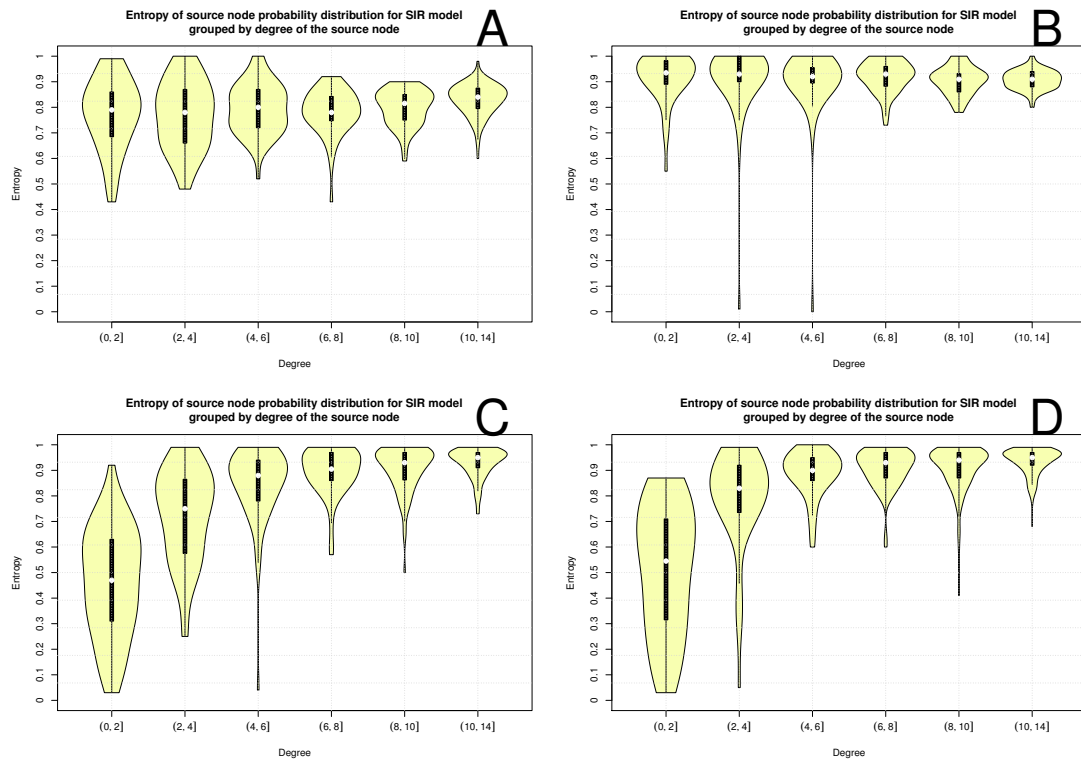 Entropy of source node probability distribution for SIR model
grouped by degree of the source node
A
Entropy
0 0.1 0.2 0.3 0.4 0.5 0.6 0.7 0.8 0.9 1
(0, 2] (2, 4] (4, 6] (6, 8] (8, 10] (10, 14]
Degree
Entropy of source node probability distribution for SIR model
grouped by degree of the source node
B
Entropy
0 0.1 0.2 0.3 0.4 0.5 0.6 0.7 0.8 0.9 1
(0, 2] (2, 4] (4, 6] (6, 8] (8, 10] (10, 14]
Degree
Entropy of source node probability distribution for SIR model
grouped by degree of the source node
C
Entropy
0 0.1 0.2 0.3 0.4 0.5 0.6 0.7 0.8 0.9 1
(0, 2] (2, 4] (4, 6] (6, 8] (8, 10] (10, 14]
Degree
Entropy of source node probability distribution for SIR model
grouped by degree of the source node
D
Entropy
0 0.1 0.2 0.3 0.4 0.5 0.6 0.7 0.8 0.9 1
(0, 2] (2, 4] (4, 6] (6, 8] (8, 10] (10, 14]
Degree